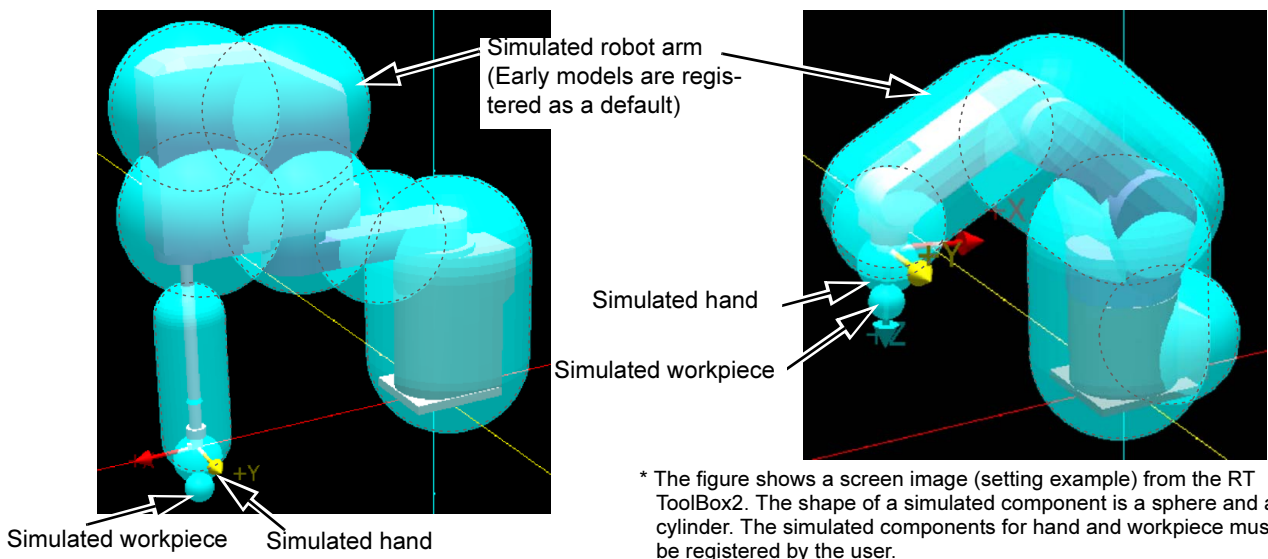 Simulated robot arm
(Early models are regis-
tered as a default)
+X
+Y
Simulated hand
+Z
Simulated workpiece
+X
+Y
Simulated workpiece
Simulated hand
* The figure shows a screen image (setting example) from the RT
ToolBox2. The shape of a simulated component is a sphere and a
cylinder. The simulated components for hand and workpiece must
be registered by the user.